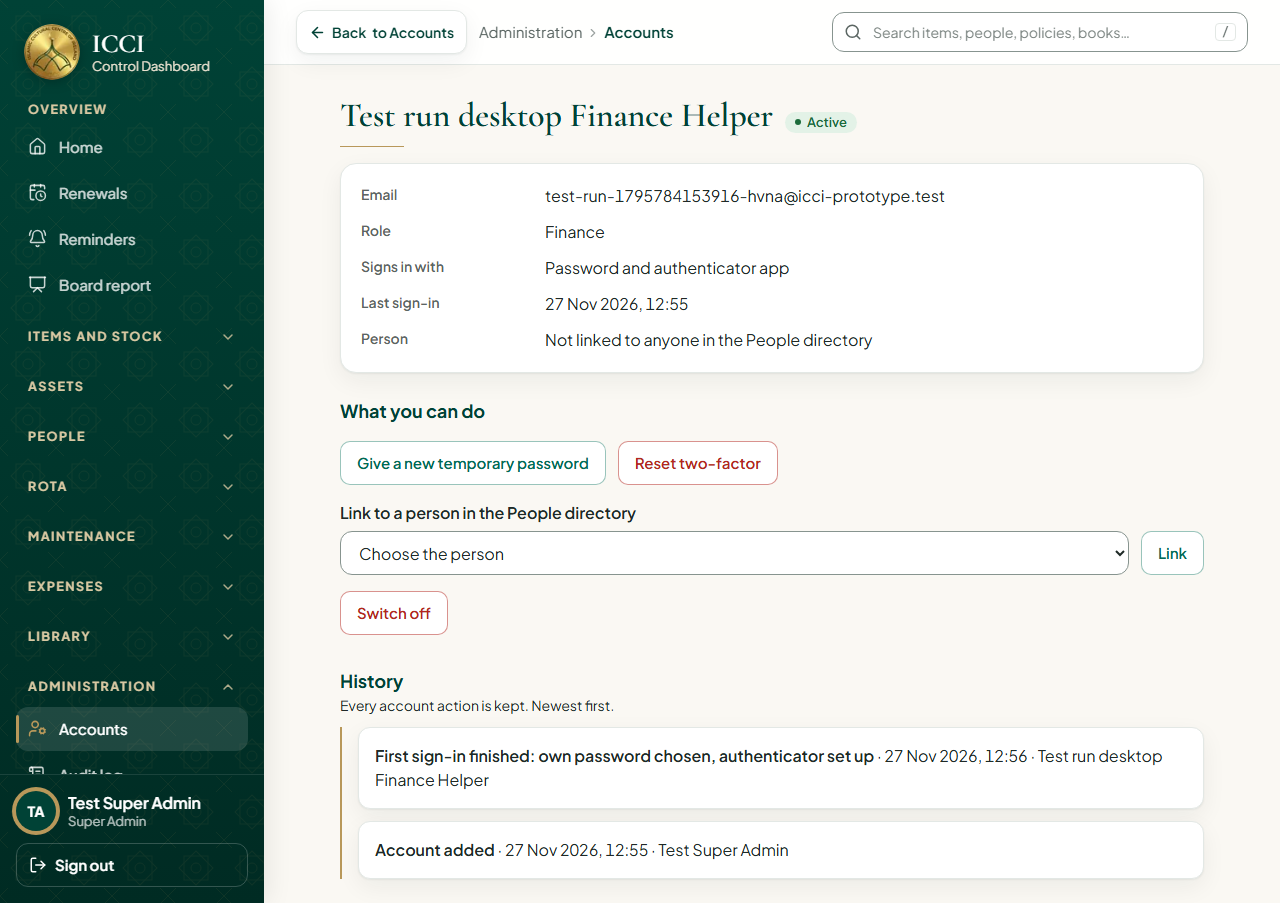 ICCI
Control Dashboard
OVERVIEW
Home
Renewals
Reminders
Board report
ITEMS AND STOCK
ASSETS
PEOPLE
ROTA
MAINTENANCE
EXPENSES
LIBRARY
ADMINISTRATION
Accounts
Audit log
TA
Test Super Admin
Super Admin
Sign out
Back to Accounts
Administration > Accounts
Search items, people, policies, books…
/
Test run desktop Finance Helper
Active
Email
test-run-1795784153916-hvna@icci-prototype.test
Role
Finance
Signs in with
Password and authenticator app
Last sign-in
27 Nov 2026, 12:55
Person
Not linked to anyone in the People directory
What you can do
Give a new temporary password
Reset two-factor
Link to a person in the People directory
Choose the person
Link
Switch off
History
Every account action is kept. Newest first.
First sign-in finished: own password chosen, authenticator set up · 27 Nov 2026, 12:56 · Test run desktop
Finance Helper
Account added · 27 Nov 2026, 12:55 · Test Super Admin